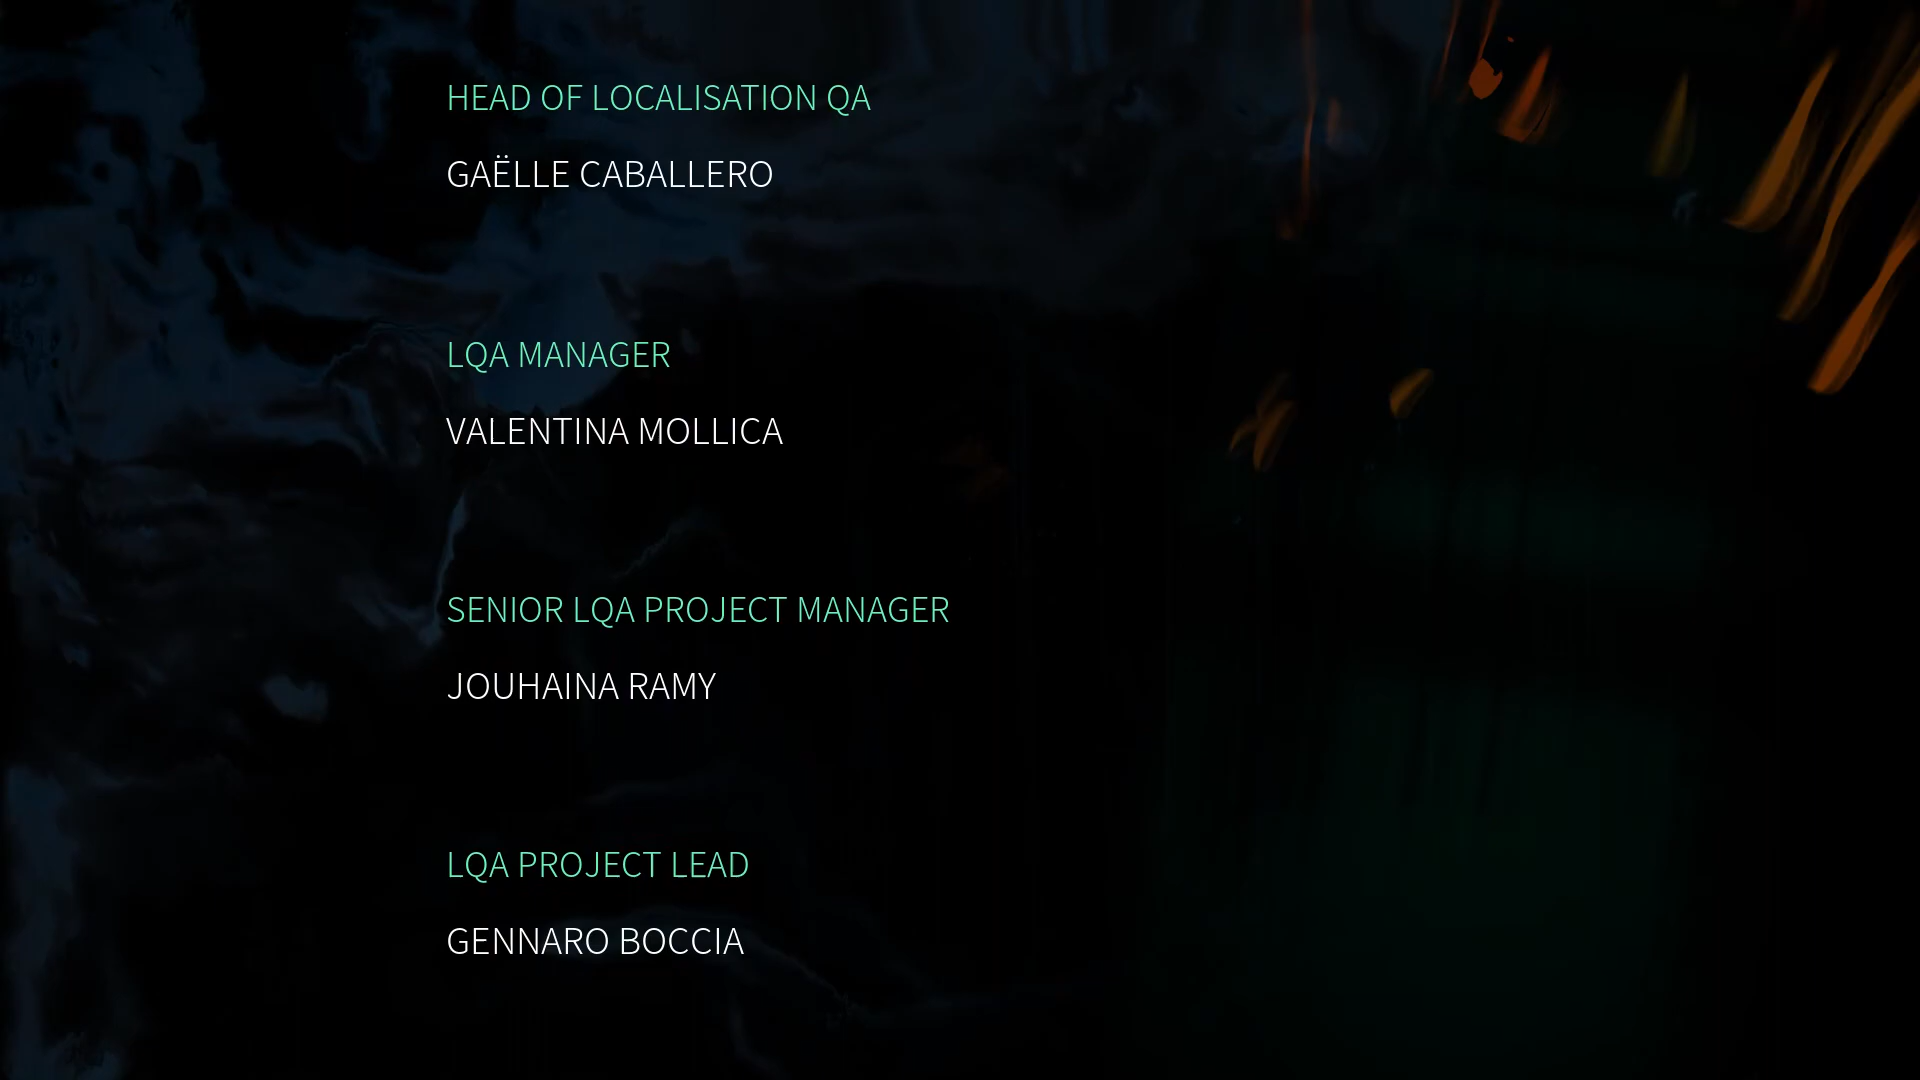 HEAD OF LOCALISATION QA
GAËLLE CABALLERO
LQA MANAGER
VALENTINA MOLLICA
SENIOR LQA PROJECT MANAGER
JOUHAINA RAMY
LQA PROJECT LEAD
GENNARO BOCCIA